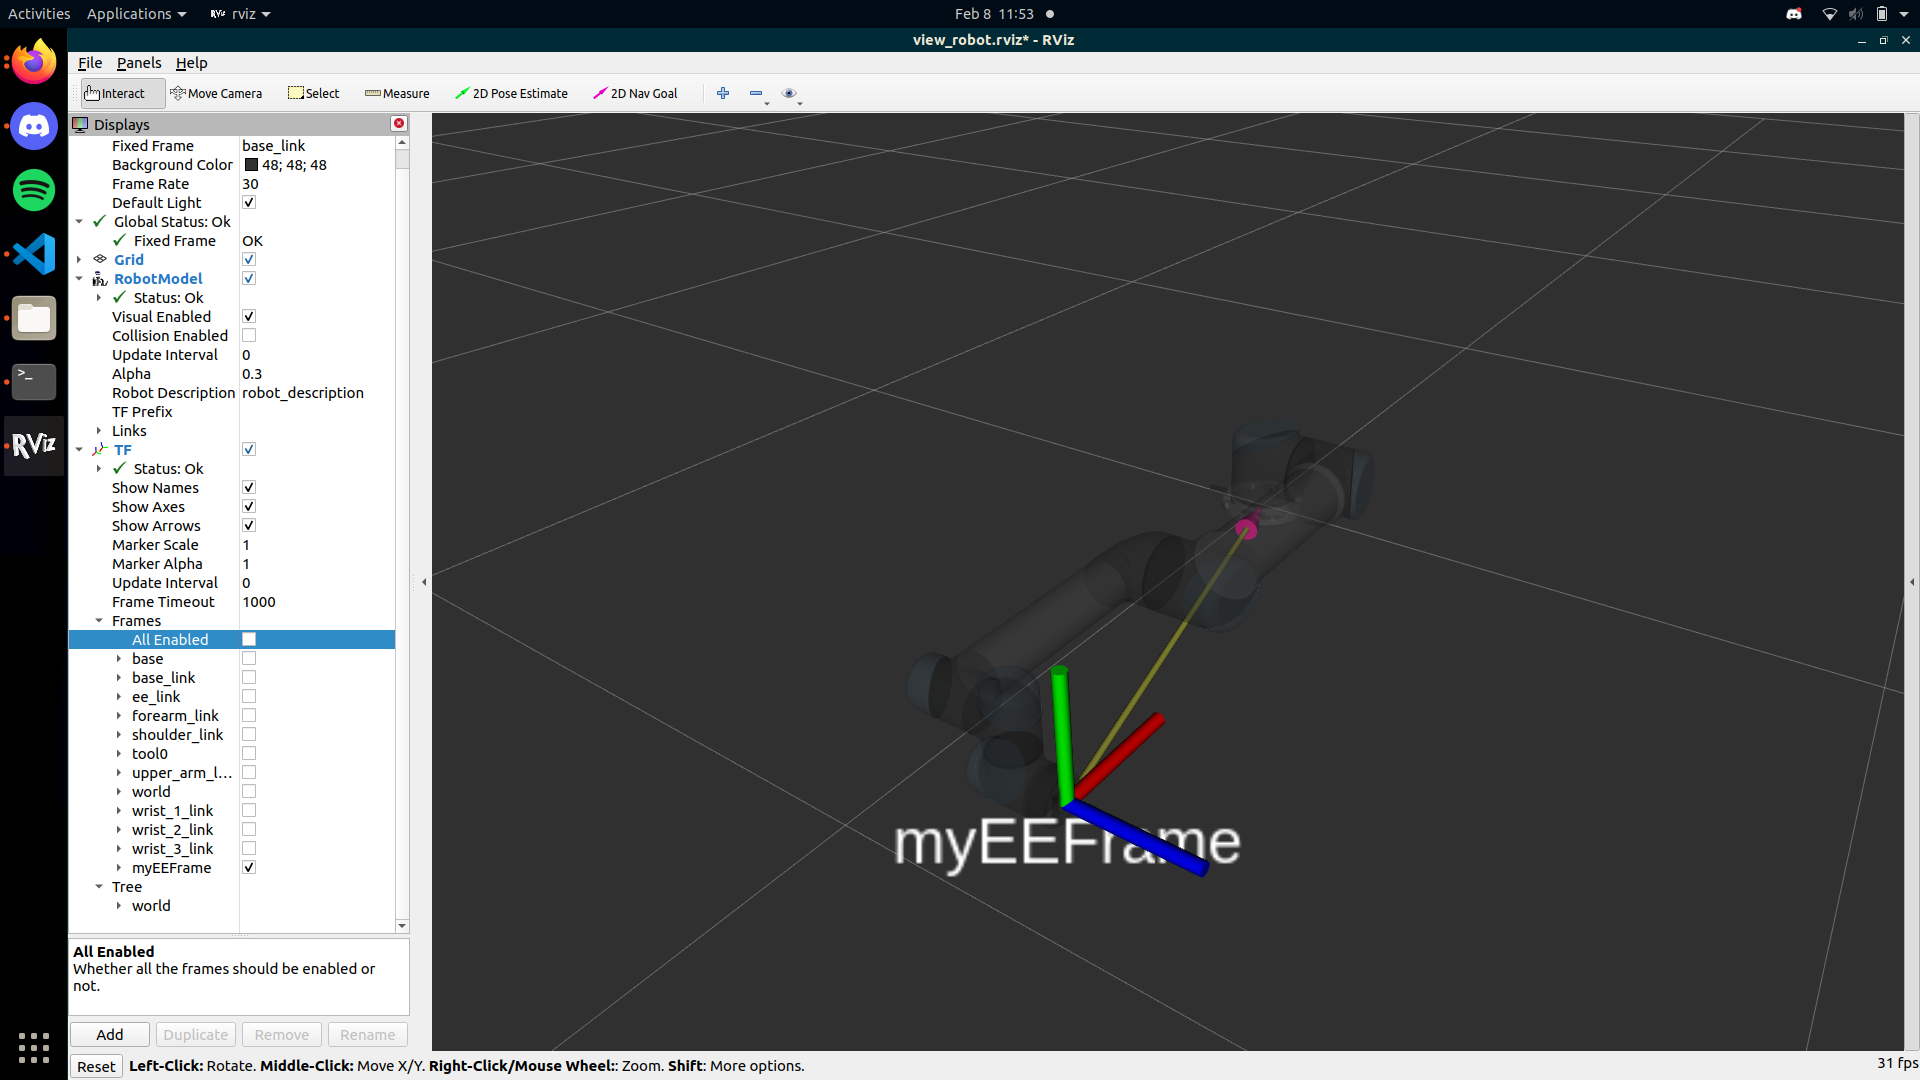 Activities Applications rviz Feb 8 11:53
view_robot.rviz* - RViz
File Panels Help
Interact Move Camera Select Measure 2D Pose Estimate 2D Nav Goal
Displays
Fixed Frame base_link
Background Color 48; 48; 48
Frame Rate 30
Default Light
Global Status: Ok
Fixed Frame OK
Grid
RobotModel
Status: Ok
Visual Enabled
Collision Enabled
Update Interval 0
Alpha 0.3
Robot Description robot_description
TF Prefix
Links
TF
Status: Ok
Show Names
Show Axes
Show Arrows
Marker Scale 1
Marker Alpha 1
Update Interval 0
Frame Timeout 1000
Frames
All Enabled
base
base_link
ee_link
forearm_link
shoulder_link
tool0
upper_arm_l...
world
wrist_1_link
wrist_2_link
wrist_3_link
myEEFrame
Tree
world
All Enabled
Whether all the frames should be enabled or
not.
Add Duplicate Remove Rename
Reset Left-Click: Rotate. Middle-Click: Move X/Y. Right-Click/Mouse Wheel:: Zoom. Shift: More options.
31 fps
RViz
myEEFrame